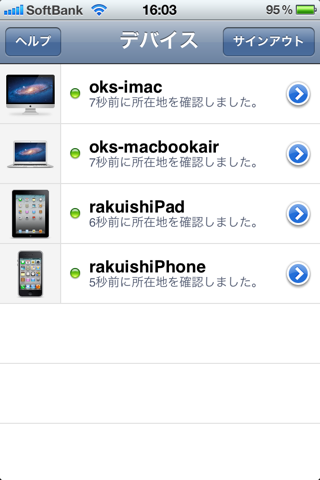 SoftBank 16:03 95%
ヘルプ デバイス サインアウト
oks-imac
7秒前に所在地を確認しました。
oks-macbookair
7秒前に所在地を確認しました。
rakuishiPad
6秒前に所在地を確認しました。
rakuishiPhone
5秒前に所在地を確認しました。